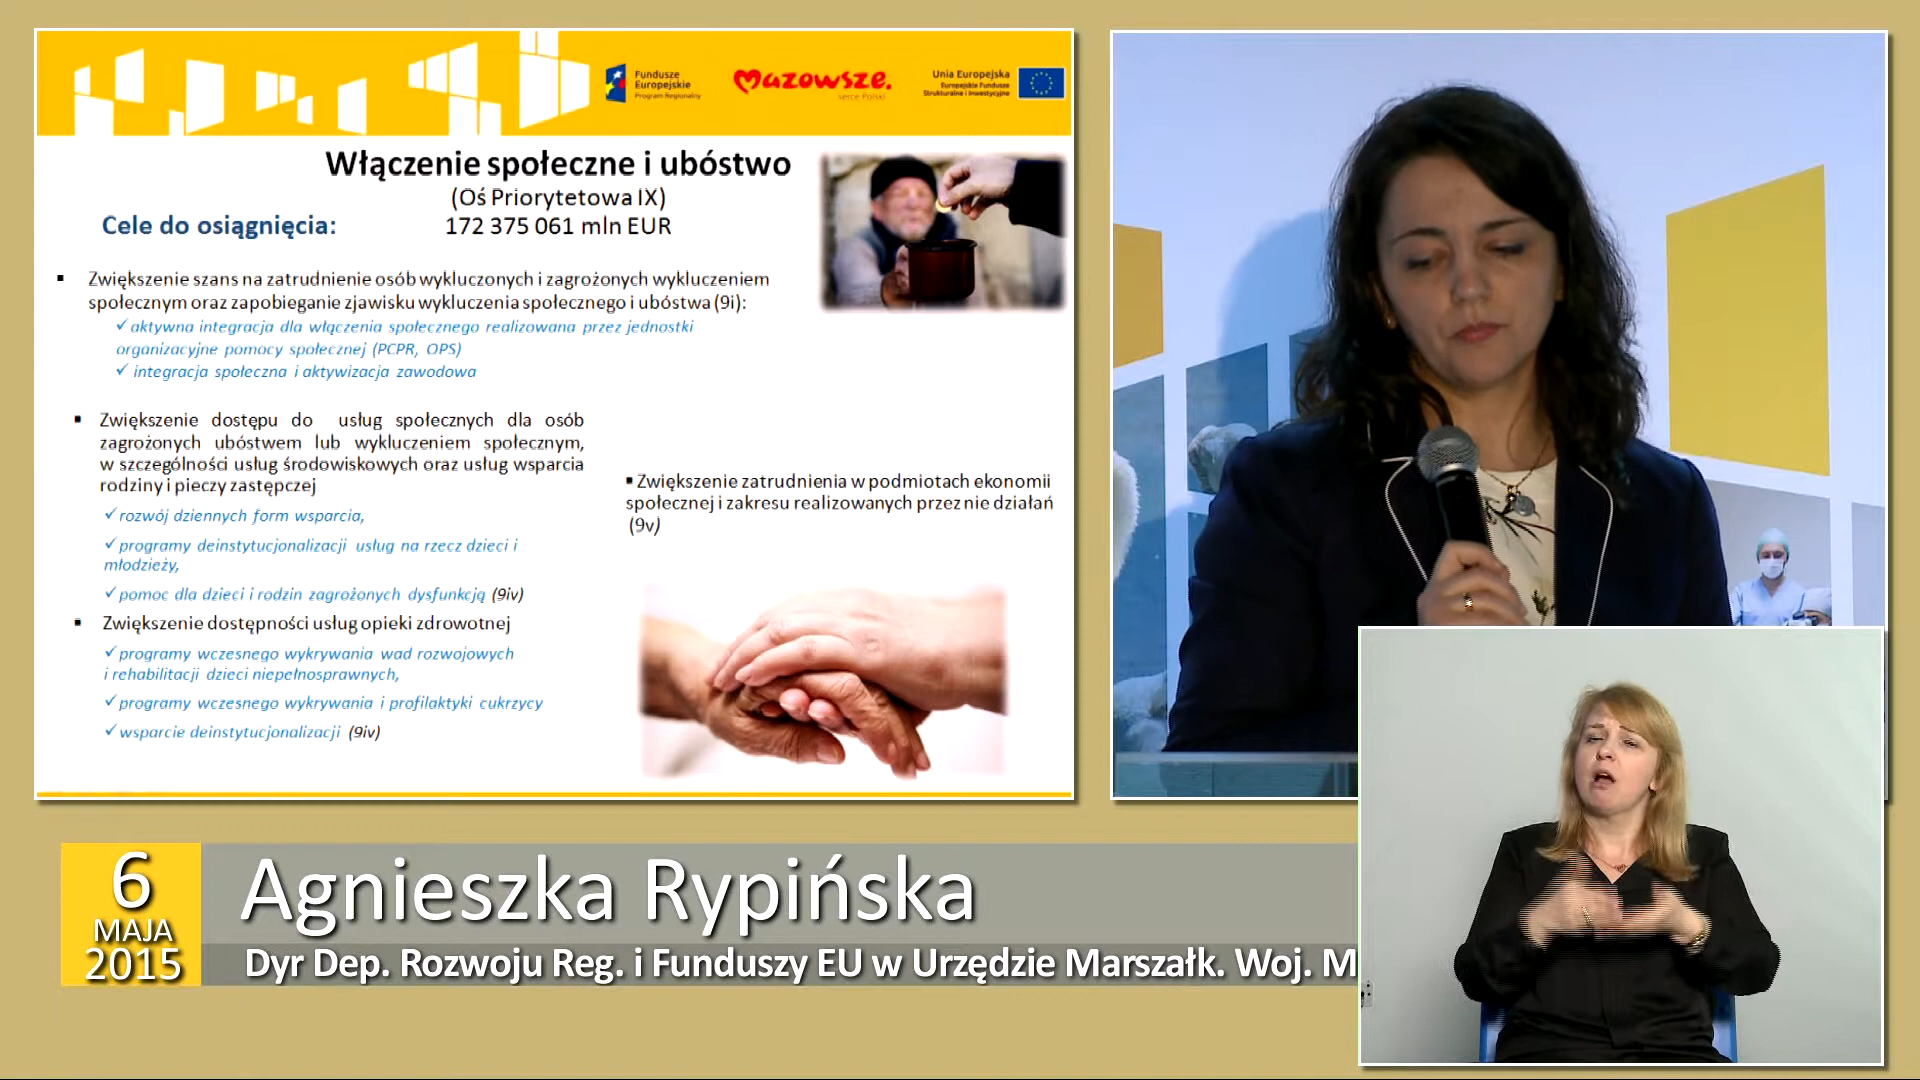 Fundusze
Europejskie
Program Regionalny
mazowsze.
serce Polski
Unia Europejska
Europejskie Fundusze
Strukturalne i Inwestycyjne
Włączenie społeczne i ubóstwo
(Oś Priorytetowa IX)
Cele do osiągnięcia:
172 375 061 mln EUR
▪ Zwiększenie szans na zatrudnienie osób wykluczonych i zagrożonych wykluczeniem
społecznym oraz zapobieganie zjawisku wykluczenia społecznego i ubóstwa (9i):
✓aktywna integracja dla włączenia społecznego realizowana przez jednostki
organizacyjne pomocy społecznej (PCPR, OPS)
✓ integracja społeczna i aktywizacja zawodowa
▪ Zwiększenie dostępu do usług społecznych dla osób
zagrożonych ubóstwem lub wykluczeniem społecznym,
w szczególności usług środowiskowych oraz usług wsparcia
rodziny i pieczy zastępczej
✓rozwój dziennych form wsparcia,
✓programy deinstytucjonalizacji usług na rzecz dzieci i
młodzieży,
✓pomoc dla dzieci i rodzin zagrożonych dysfunkcją (9iv)
▪ Zwiększenie dostępności usług opieki zdrowotnej
✓programy wczesnego wykrywania wad rozwojowych
i rehabilitacji dzieci niepełnosprawnych,
✓programy wczesnego wykrywania i profilaktyki cukrzycy
✓wsparcie deinstytucjonalizacji (9iv)
▪ Zwiększenie zatrudnienia w podmiotach ekonomii
społecznej i zakresu realizowanych przez nie działań
(9v)
6
MAJA
2015
Agnieszka Rypińska
Dyr Dep. Rozwoju Reg. i Funduszy EU w Urzędzie Marszałk. Woj. M